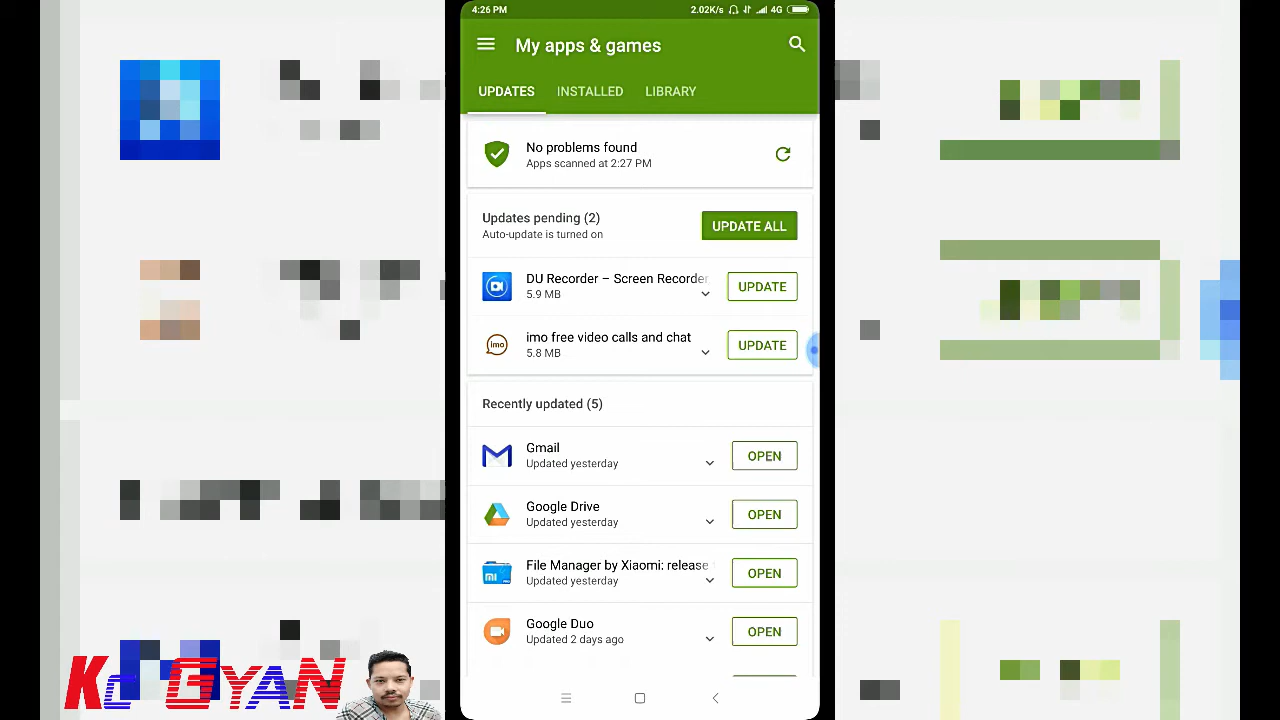 4:26 PM 2.02K/s 4G
My apps & games
UPDATES INSTALLED LIBRARY
No problems found
Apps scanned at 2:27 PM
Updates pending (2)
Auto-update is turned on
UPDATE ALL
DU Recorder – Screen Recorder
5.9 MB
UPDATE
imo
imo free video calls and chat
5.8 MB
UPDATE
Recently updated (5)
Gmail
Updated yesterday
OPEN
Google Drive
Updated yesterday
OPEN
mi
File Manager by Xiaomi: release
Updated yesterday
OPEN
Google Duo
Updated 2 days ago
OPEN
KC GYAN